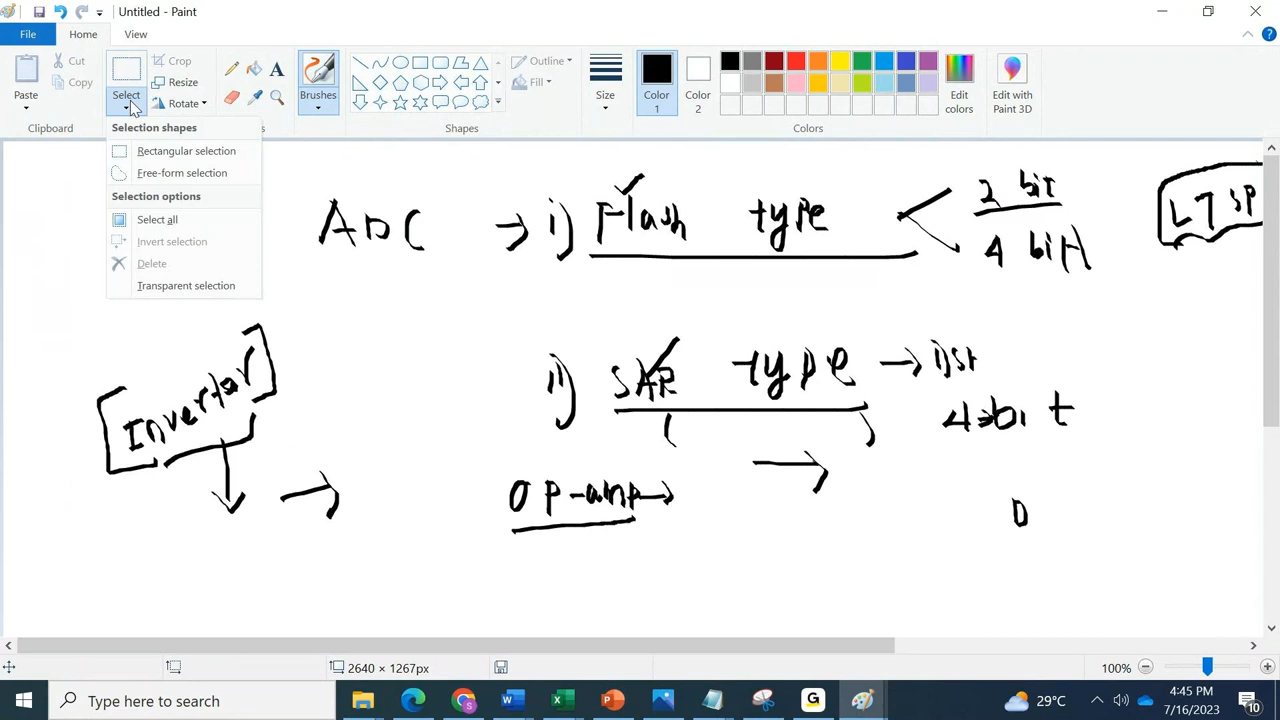 Untitled - Paint
File
Home
View
Paste
Cut
Copy
Select
Crop
Resize
Rotate
Brushes
Outline
Fill
Size
Color 1
Color 2
Edit colors
Edit with Paint 3D
Clipboard
Shapes
Colors
Selection shapes
Rectangular selection
Free-form selection
Selection options
Select all
Invert selection
Delete
Transparent selection
ADC → i) Flash type < 2 bit
4 bit
LTSP
[Invertor]
ii) SAR type →
4 bit
OP-amp →
D
2640 × 1267px
100%
Type here to search
29°C
4:45 PM
7/16/2023
10